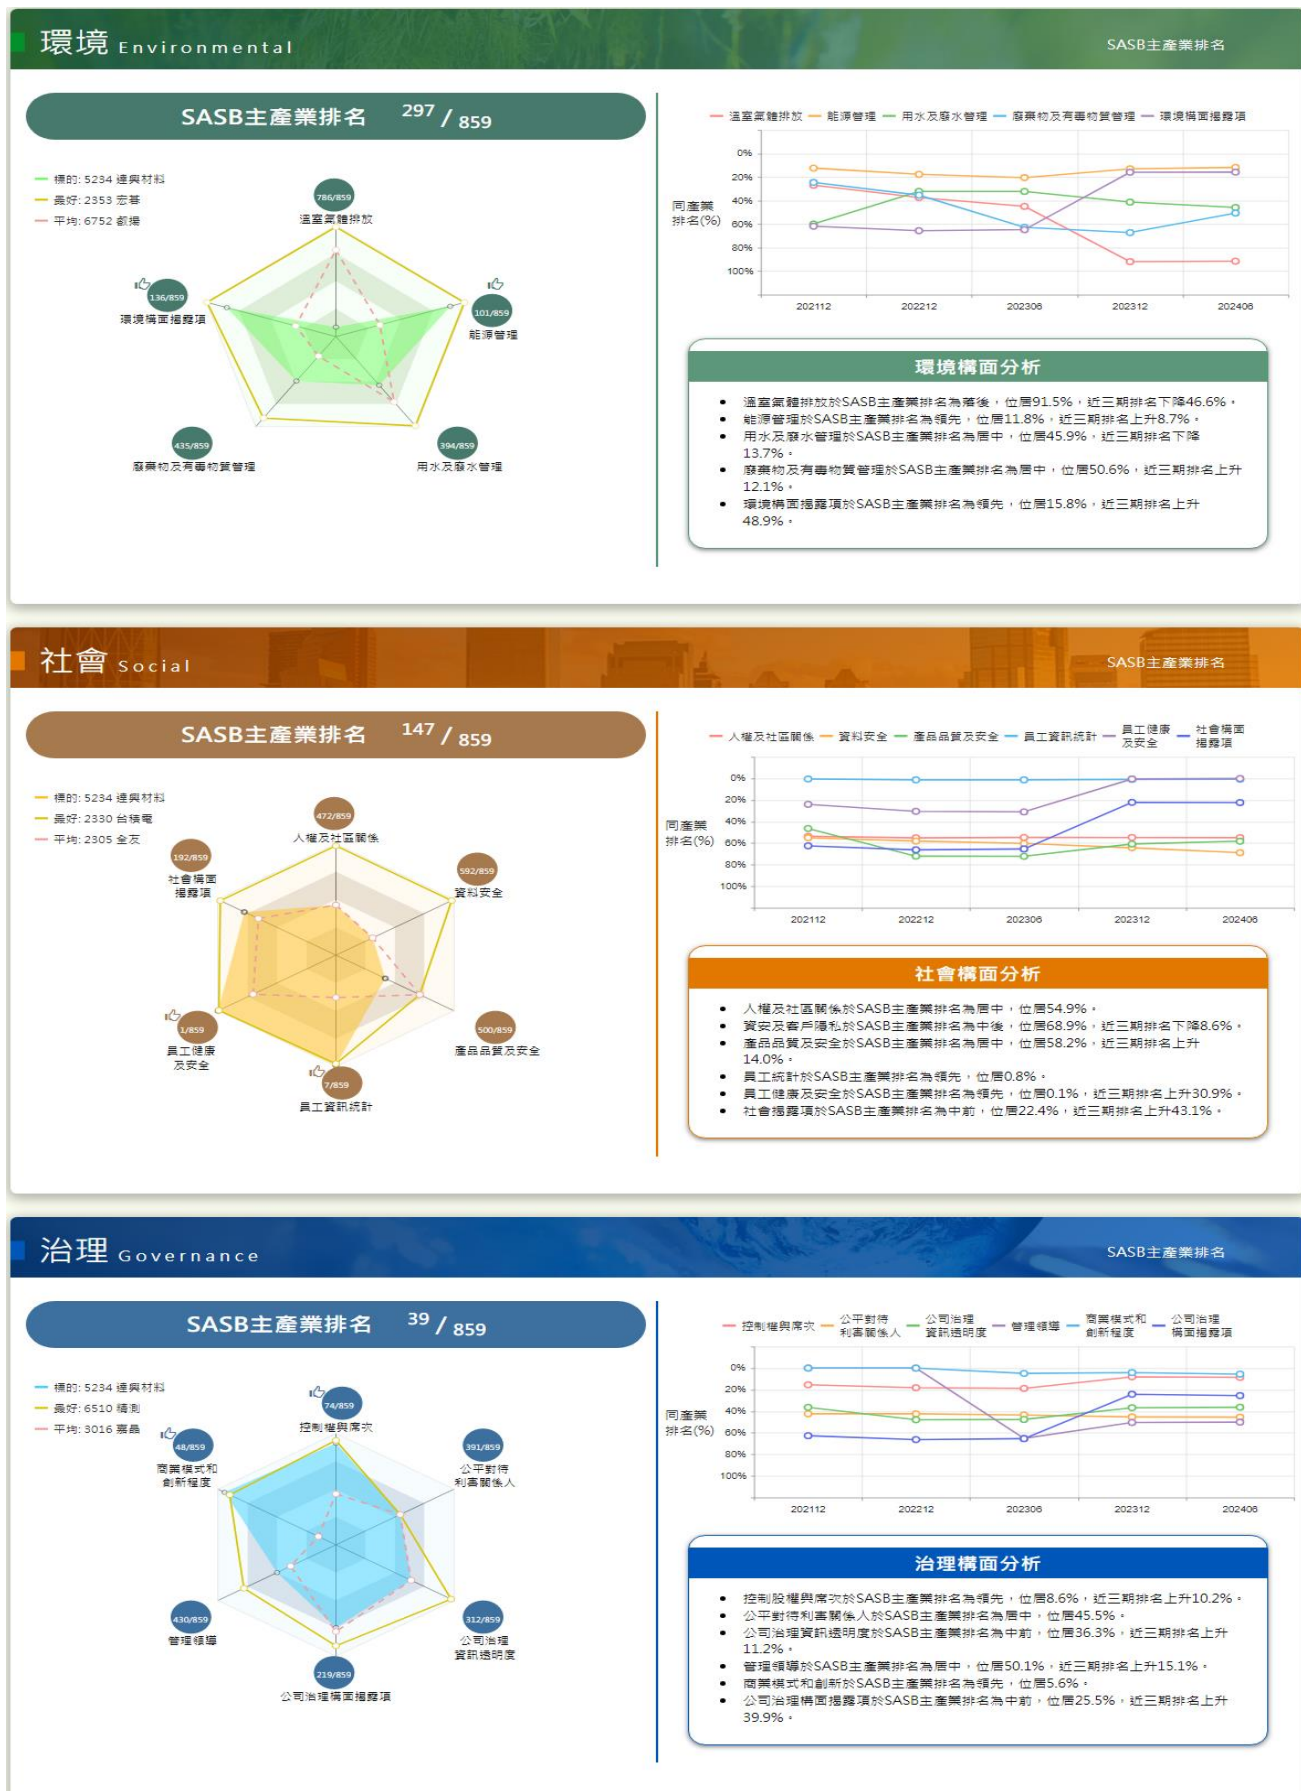 環境 Environmental
SASB主產業排名
SASB主產業排名 297 / 859
標的: 5234 達興材料
最好: 2353 宏碁
平均: 6752 叡揚
786/859
溫室氣體排放
101/859
能源管理
394/859
用水及廢水管理
435/859
廢棄物及有毒物質管理
136/859
環境構面揭露項
溫室氣體排放 能源管理 用水及廢水管理 廢棄物及有毒物質管理 環境構面揭露項
同產業
排名(%)
0%
20%
40%
60%
80%
100%
202112 202212 202306 202312 202406
環境構面分析
• 溫室氣體排放於SASB主產業排名為落後，位居91.5%，近三期排名下降46.6%。
• 能源管理於SASB主產業排名為領先，位居11.8%，近三期排名上升8.7%。
• 用水及廢水管理於SASB主產業排名為居中，位居45.9%，近三期排名下降
13.7%。
• 廢棄物及有毒物質管理於SASB主產業排名為居中，位居50.6%，近三期排名上升
12.1%。
• 環境構面揭露項於SASB主產業排名為領先，位居15.8%，近三期排名上升
48.9%。
社會 Social
SASB主產業排名
SASB主產業排名 147 / 859
標的: 5234 達興材料
最好: 2330 台積電
平均: 2305 全友
472/859
人權及社區關係
592/859
資料安全
500/859
產品品質及安全
7/859
員工資訊統計
1/859
員工健康
及安全
192/859
社會構面
揭露項
人權及社區關係 資料安全 產品品質及安全 員工資訊統計 員工健康
及安全 社會構面
揭露項
同產業
排名(%)
0%
20%
40%
60%
80%
100%
202112 202212 202306 202312 202406
社會構面分析
• 人權及社區關係於SASB主產業排名為居中，位居54.9%。
• 資安及客戶隱私於SASB主產業排名為中後，位居68.9%，近三期排名下降8.6%。
• 產品品質及安全於SASB主產業排名為居中，位居58.2%，近三期排名上升
14.0%。
• 員工統計於SASB主產業排名為領先，位居0.8%。
• 員工健康及安全於SASB主產業排名為領先，位居0.1%，近三期排名上升30.9%。
• 社會揭露項於SASB主產業排名為中前，位居22.4%，近三期排名上升43.1%。
治理 Governance
SASB主產業排名
SASB主產業排名 39 / 859
標的: 5234 達興材料
最好: 6510 精測
平均: 3016 嘉晶
74/859
控制權與席次
391/859
公平對待
利害關係人
312/859
公司治理
資訊透明度
219/859
公司治理構面揭露項
430/859
管理領導
48/859
商業模式和
創新程度
控制權與席次 公平對待
利害關係人 公司治理
資訊透明度 管理領導 商業模式和
創新程度 公司治理
構面揭露項
同產業
排名(%)
0%
20%
40%
60%
80%
100%
202112 202212 202306 202312 202406
治理構面分析
• 控制股權與席次於SASB主產業排名為領先，位居8.6%，近三期排名上升10.2%。
• 公平對待利害關係人於SASB主產業排名為居中，位居45.5%。
• 公司治理資訊透明度於SASB主產業排名為中前，位居36.3%，近三期排名上升
11.2%。
• 管理領導於SASB主產業排名為居中，位居50.1%，近三期排名上升15.1%。
• 商業模式和創新於SASB主產業排名為領先，位居5.6%。
• 公司治理構面揭露項於SASB主產業排名為中前，位居25.5%，近三期排名上升
39.9%。